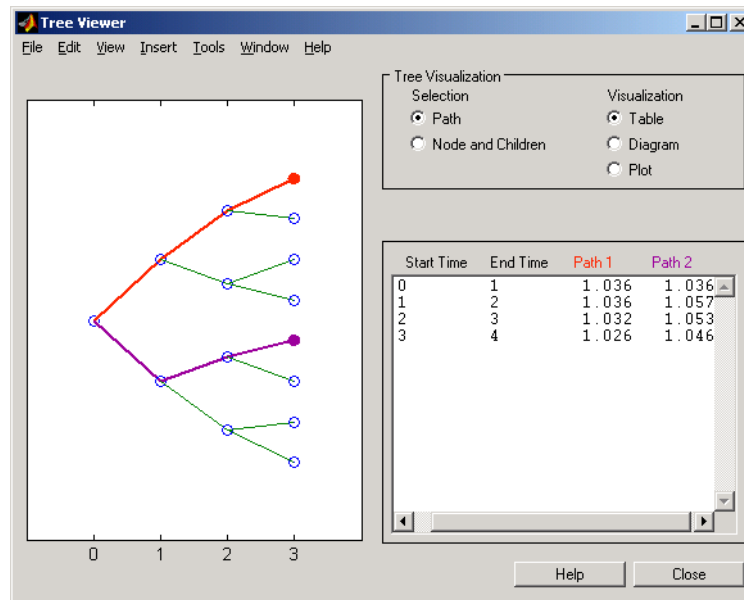 Tree Viewer
File Edit View Insert Tools Window Help
Tree Visualization
Selection Visualization
Path Table
Node and Children Diagram
Plot
Start Time End Time Path 1 Path 2
0 1 1.036 1.036
1 2 1.036 1.057
2 3 1.032 1.053
3 4 1.026 1.046
0 1 2 3
Help Close